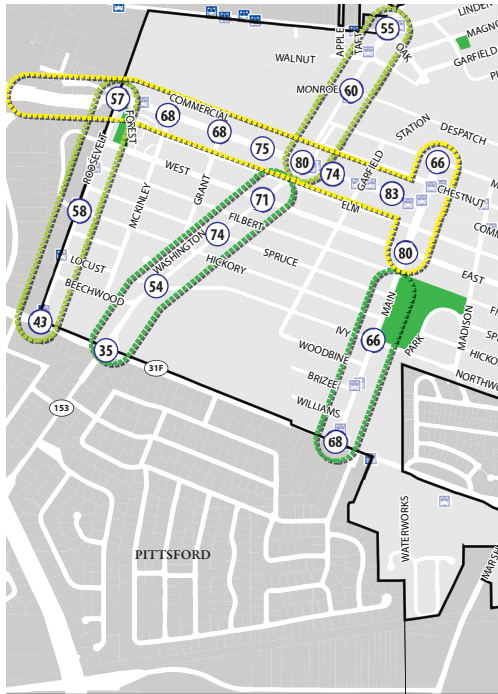 LINDEN
MAGNO
GARFIELD
APPLE
TAFT
OAK
55
WALNUT
MONROE
60
57
COMMERCIAL
FOREST
68
68
75
STATION
DESPATCH
80
74
GARFIELD
66
CHESTNUT
83
ROOSEVELT
WEST
GRANT
MCKINLEY
71
ELM
FILBERT
58
74
WASHINGTON
HICKORY
SPRUCE
80
COMM
LOCUST
BEECHWOOD
54
EAST
MAIN
43
35
31F
IVY
66
PARK
MADISON
WOODBINE
HICKO
BRIZEE
NORTHWO
WILLIAMS
153
68
PITTSFORD
WATERWORKS
MARSH